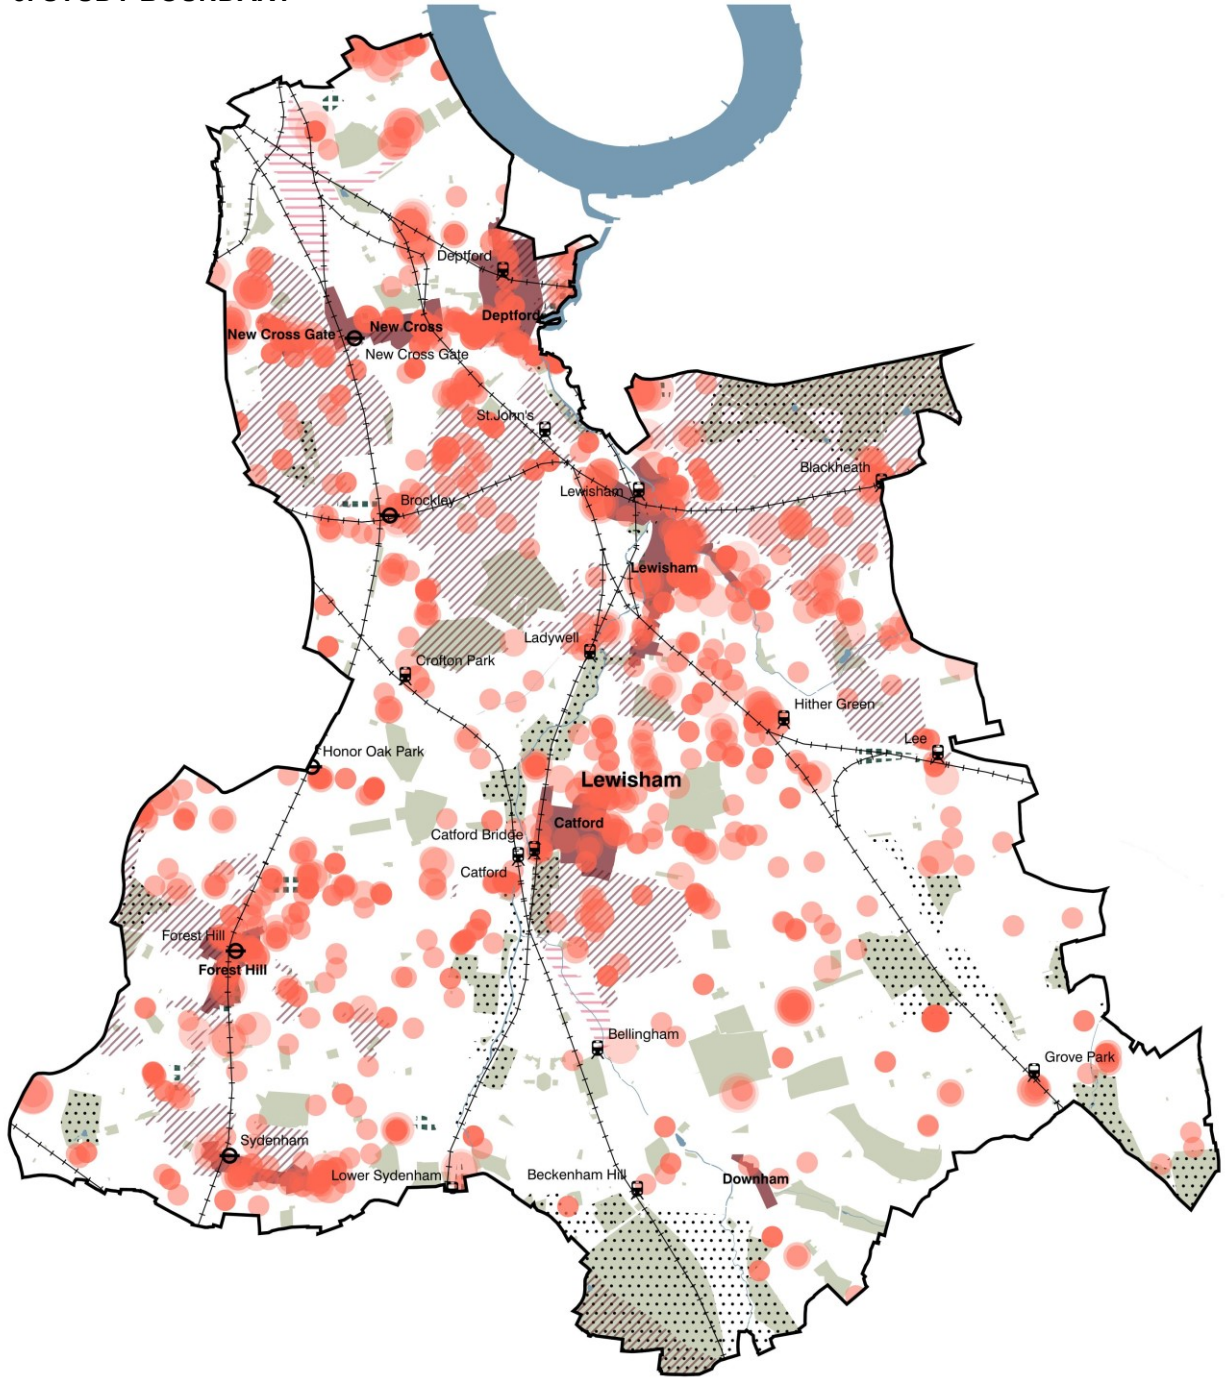 Deptford
Deptford
New Cross
New Cross Gate
New Cross Gate
St.John's
Blackheath
Lewisham
Brockley
Lewisham
Ladywell
Crofton Park
Hither Green
Lee
Honor Oak Park
Lewisham
Catford
Catford Bridge
Catford
Forest Hill
Forest Hill
Bellingham
Grove Park
Sydenham
Lower Sydenham
Beckenham Hill
Downham